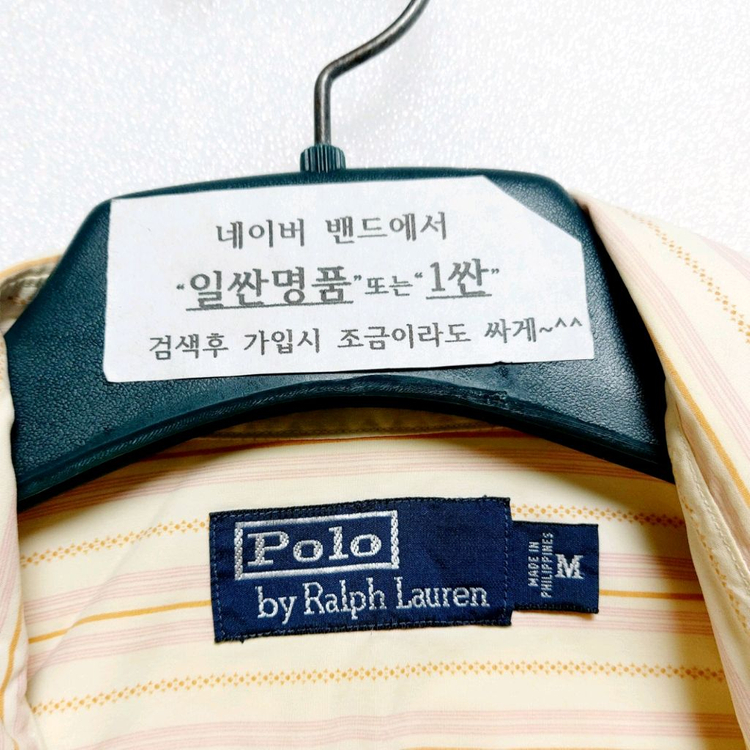 네이버 밴드에서
“일싼명품”또는“1싼”
검색후 가입시 조금이라도 싸게~^^
Polo
by Ralph Lauren
MADE IN
PHILIPPINES
M